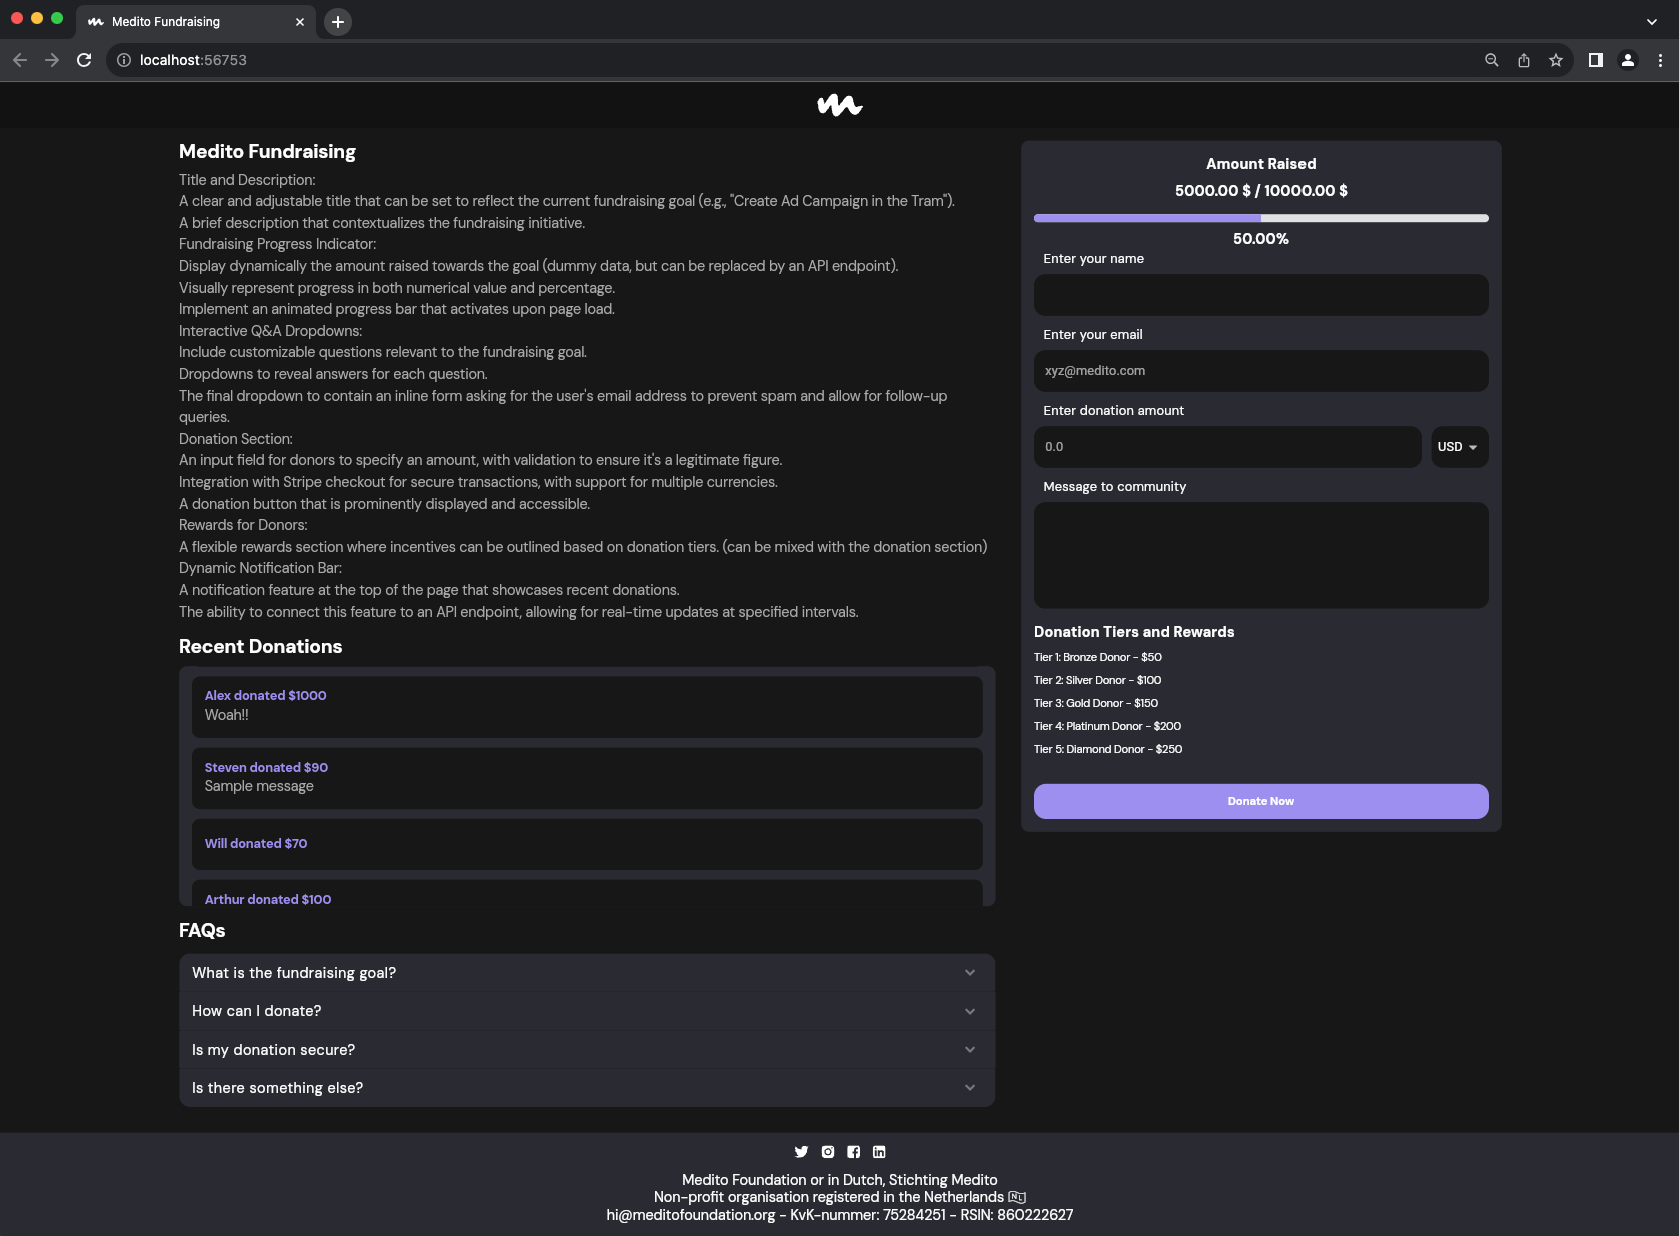 Medito Fundraising
localhost:56753
Medito Fundraising
Title and Description:
A clear and adjustable title that can be set to reflect the current fundraising goal (e.g., "Create Ad Campaign in the Tram").
A brief description that contextualizes the fundraising initiative.
Fundraising Progress Indicator:
Display dynamically the amount raised towards the goal (dummy data, but can be replaced by an API endpoint).
Visually represent progress in both numerical value and percentage.
Implement an animated progress bar that activates upon page load.
Interactive Q&A Dropdowns:
Include customizable questions relevant to the fundraising goal.
Dropdowns to reveal answers for each question.
The final dropdown to contain an inline form asking for the user's email address to prevent spam and allow for follow-up
queries.
Donation Section:
An input field for donors to specify an amount, with validation to ensure it's a legitimate figure.
Integration with Stripe checkout for secure transactions, with support for multiple currencies.
A donation button that is prominently displayed and accessible.
Rewards for Donors:
A flexible rewards section where incentives can be outlined based on donation tiers. (can be mixed with the donation section)
Dynamic Notification Bar:
A notification feature at the top of the page that showcases recent donations.
The ability to connect this feature to an API endpoint, allowing for real-time updates at specified intervals.
Recent Donations
Alex donated $1000
Woah!!
Steven donated $90
Sample message
Will donated $70
Arthur donated $100
FAQs
What is the fundraising goal?
How can I donate?
Is my donation secure?
Is there something else?
Amount Raised
5000.00 $ / 10000.00 $
50.00%
Enter your name
Enter your email
xyz@medito.com
Enter donation amount
0.0
USD
Message to community
Donation Tiers and Rewards
Tier 1: Bronze Donor - $50
Tier 2: Silver Donor - $100
Tier 3: Gold Donor - $150
Tier 4: Platinum Donor - $200
Tier 5: Diamond Donor - $250
Donate Now
Medito Foundation or in Dutch, Stichting Medito
Non-profit organisation registered in the Netherlands 🇳🇱
hi@meditofoundation.org - KvK-nummer: 75284251 - RSIN: 860222627